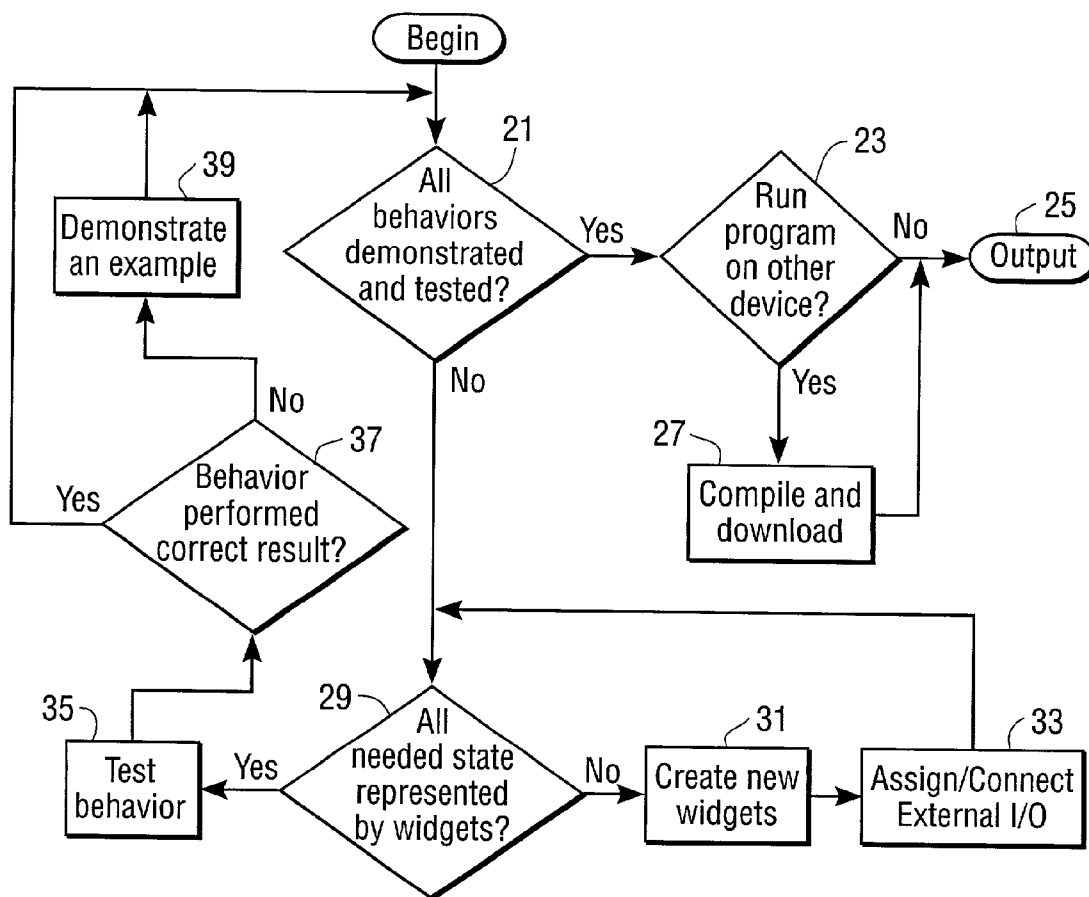 Begin
21
All
behaviors
demonstrated
and tested?
Yes
No
23
Run
program
on other
device?
No
Yes
25
Output
27
Compile and
download
39
Demonstrate
an example
No
37
Behavior
performed
correct result?
Yes
35
Test
behavior
29
All
needed state
represented
by widgets?
Yes
No
31
Create new
widgets
33
Assign/Connect
External I/O